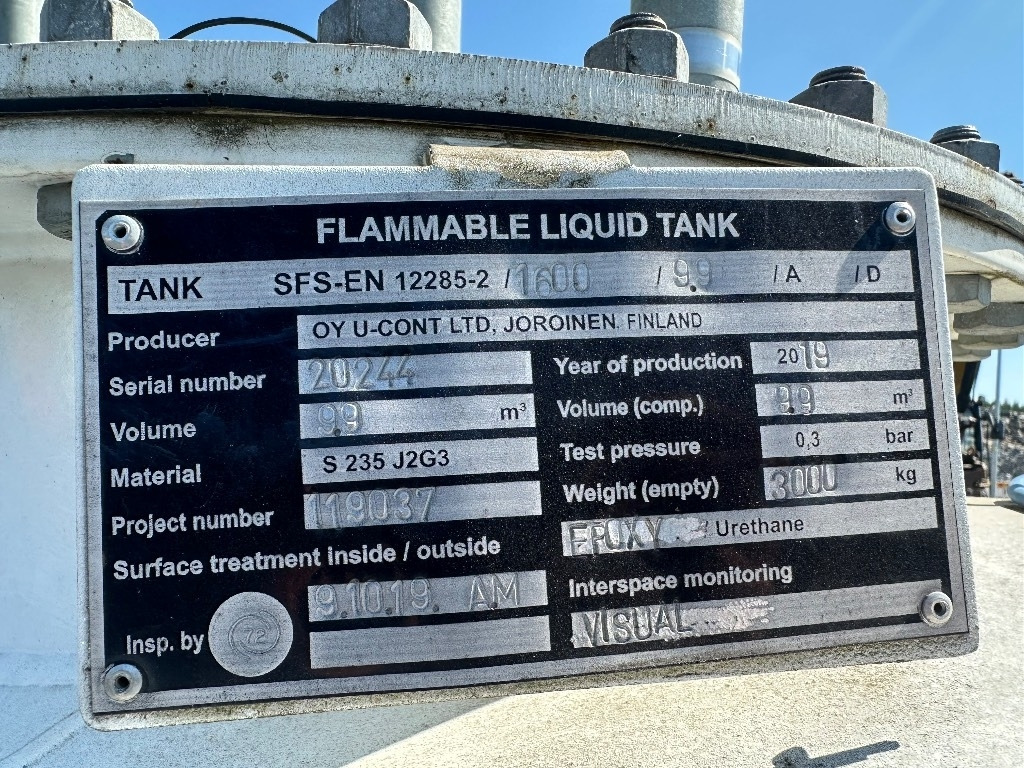 FLAMMABLE LIQUID TANK
TANK SFS-EN 12285-2 / 1600 / 9.9 / A / D
Producer OY U-CONT LTD, JOROINEN, FINLAND
Serial number 20244 Year of production 2019
Volume 9.9 m³ Volume (comp.) 9.9 m³
Material S 235 J2G3 Test pressure 0,3 bar
Project number 119037 Weight (empty) 3000 kg
Surface treatment inside / outside EPOXY / Urethane
9.10.19. AM Interspace monitoring
Insp. by 72 VISUAL